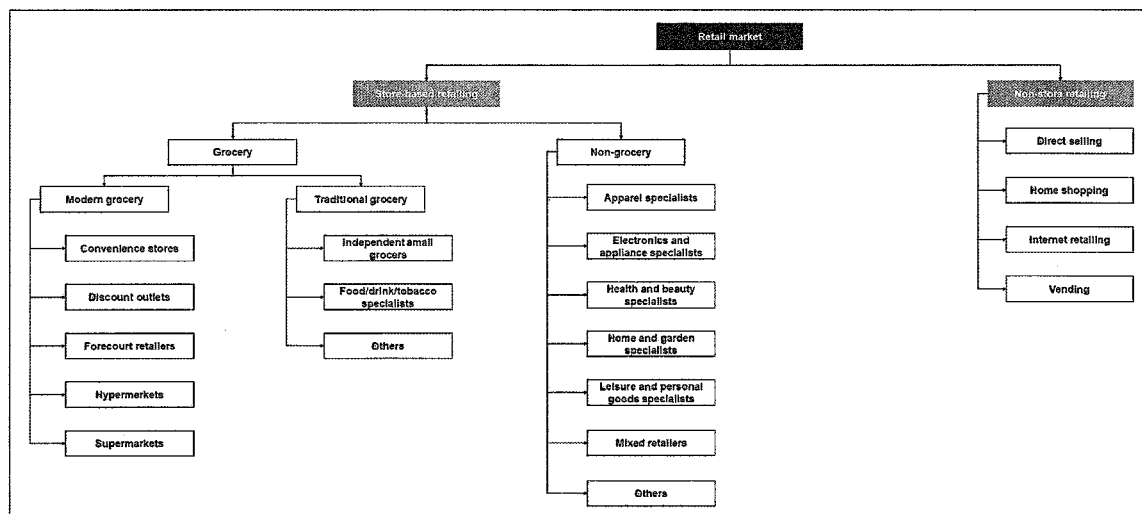 Retail market
Store-based retailing
Non-store retailing
Grocery
Non-grocery
Direct selling
Modern grocery
Traditional grocery
Apparel specialists
Home shopping
Convenience stores
Independent small
grocers
Electronics and
appliance specialists
Internet retailing
Discount outlets
Food/drink/tobacco
specialists
Health and beauty
specialists
Vending
Forecourt retailers
Others
Home and garden
specialists
Hypermarkets
Leisure and personal
goods specialists
Supermarkets
Mixed retailers
Others